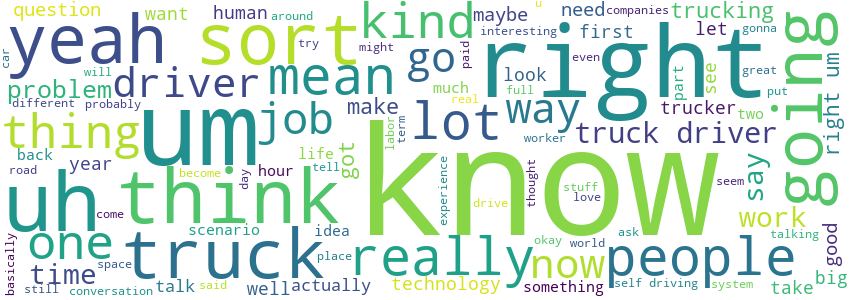 question want human around need companies trucking
yeah sort kind maybe interesting first let gonna
car try might paid even going
will go look part see great
problem driver mean much full put
different probably um job make lot way right trucker two
thing labor term truck driver right um
back year hour life got real worker say
road day tell experience thought seem
uh become think know drive stuff love work good
come scenario idea okay world ask talking
one truck place really now people big
basically time space talk well actually technology something self driving system take
still conversation said u